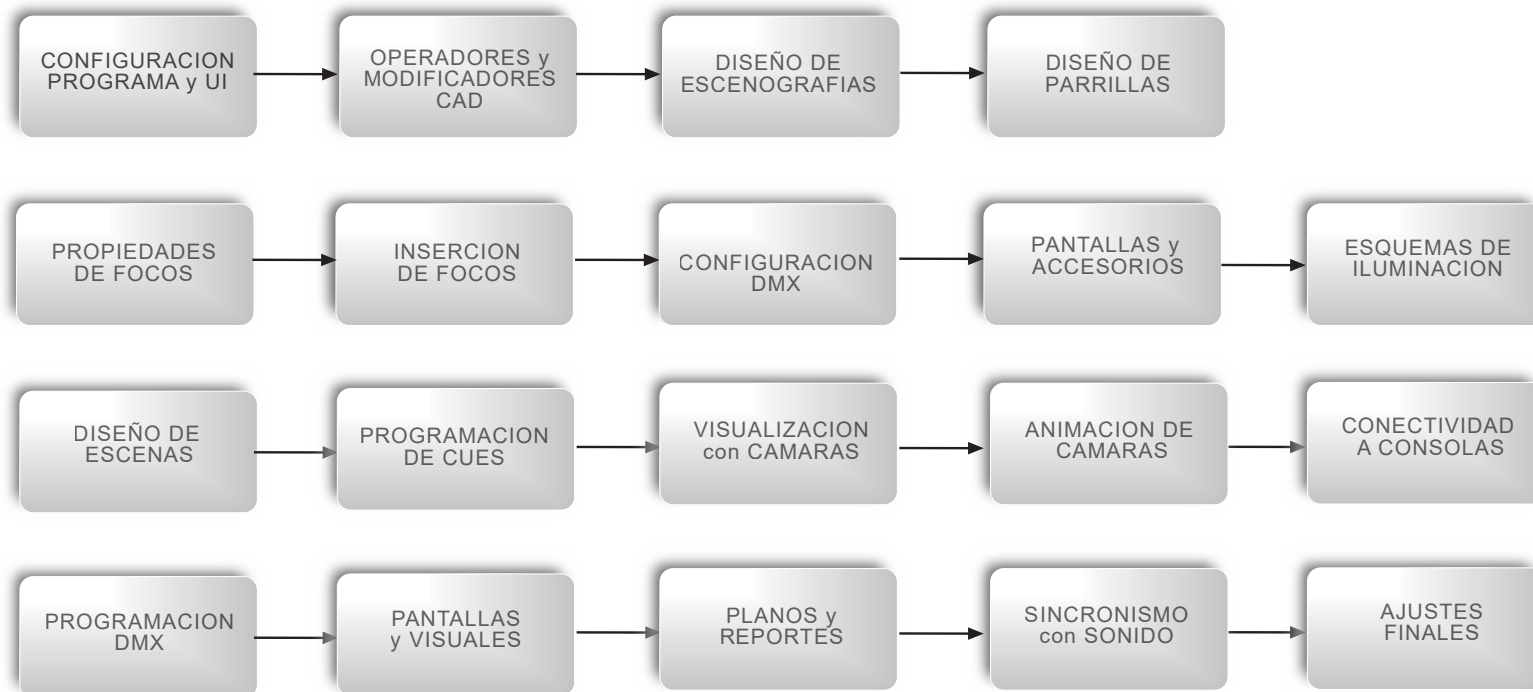 CONFIGURACION
PROGRAMA y UI
OPERADORES y
MODIFICADORES
CAD
DISEÑO DE
ESCENOGRAFIAS
DISEÑO DE
PARRILLAS
PROPIEDADES
DE FOCOS
INSERCION
DE FOCOS
CONFIGURACION
DMX
PANTALLAS y
ACCESORIOS
ESQUEMAS DE
ILUMINACION
DISEÑO DE
ESCENAS
PROGRAMACION
DE CUES
VISUALIZACION
con CAMARAS
ANIMACION DE
CAMARAS
CONECTIVIDAD
A CONSOLAS
PROGRAMACION
DMX
PANTALLAS
y VISUALES
PLANOS y
REPORTES
SINCRONISMO
con SONIDO
AJUSTES
FINALES